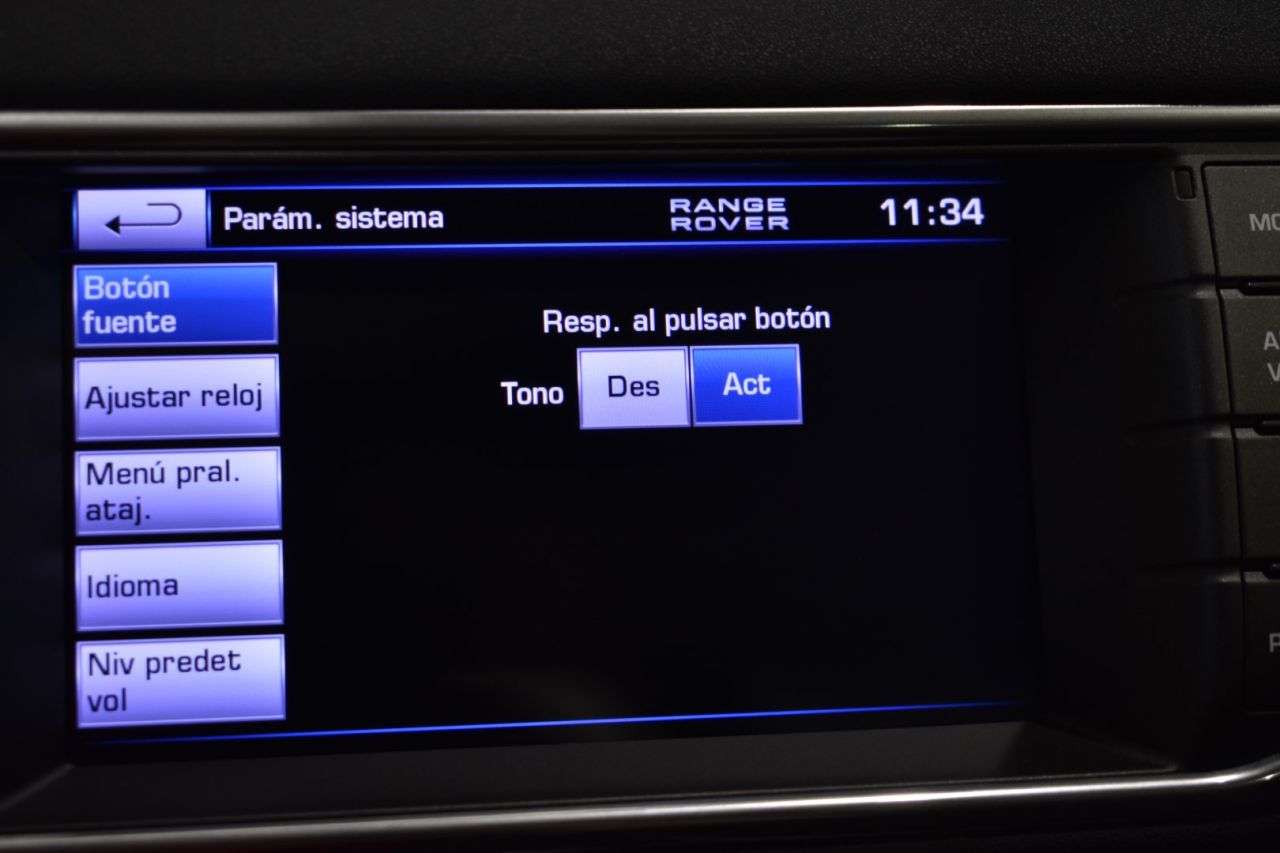 Parám. sistema
RANGE
ROVER
11:34
Botón
fuente
Ajustar reloj
Menú pral.
ataj.
Idioma
Niv predet
vol
Resp. al pulsar botón
Tono
Des
Act